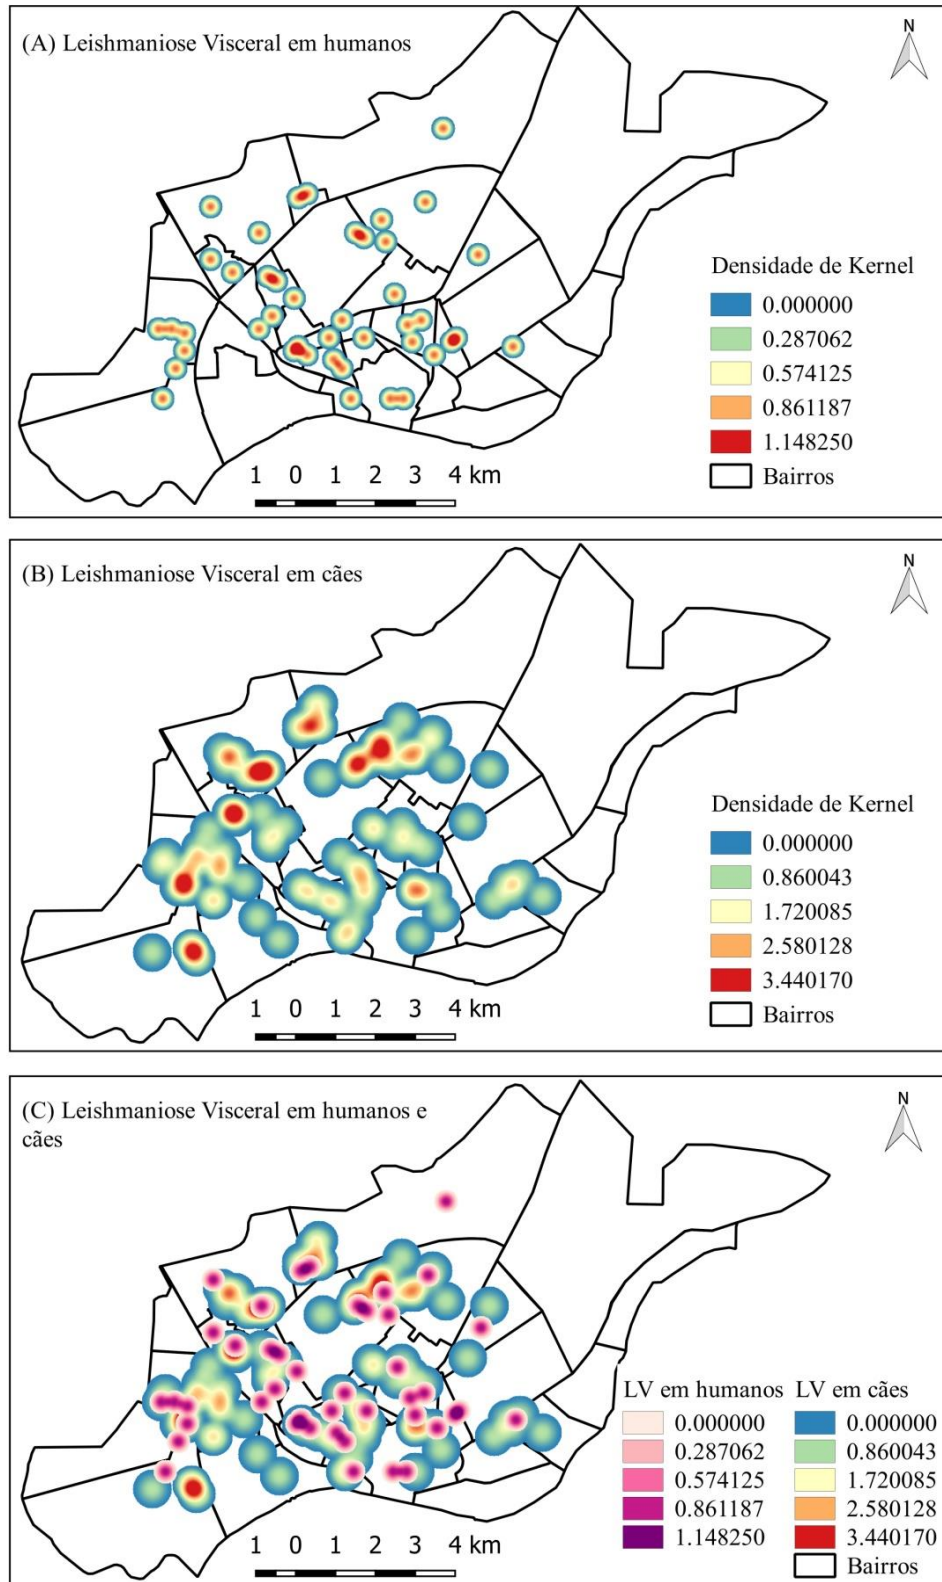 (A) Leishmaniose Visceral em humanos
N
Densidade de Kernel
0.000000
0.287062
0.574125
0.861187
1.148250
Bairros
1 0 1 2 3 4 km
(B) Leishmaniose Visceral em cães
N
Densidade de Kernel
0.000000
0.860043
1.720085
2.580128
3.440170
Bairros
1 0 1 2 3 4 km
(C) Leishmaniose Visceral em humanos e
cães
N
LV em humanos LV em cães
0.000000 0.000000
0.287062 0.860043
0.574125 1.720085
0.861187 2.580128
1.148250 3.440170
Bairros
1 0 1 2 3 4 km